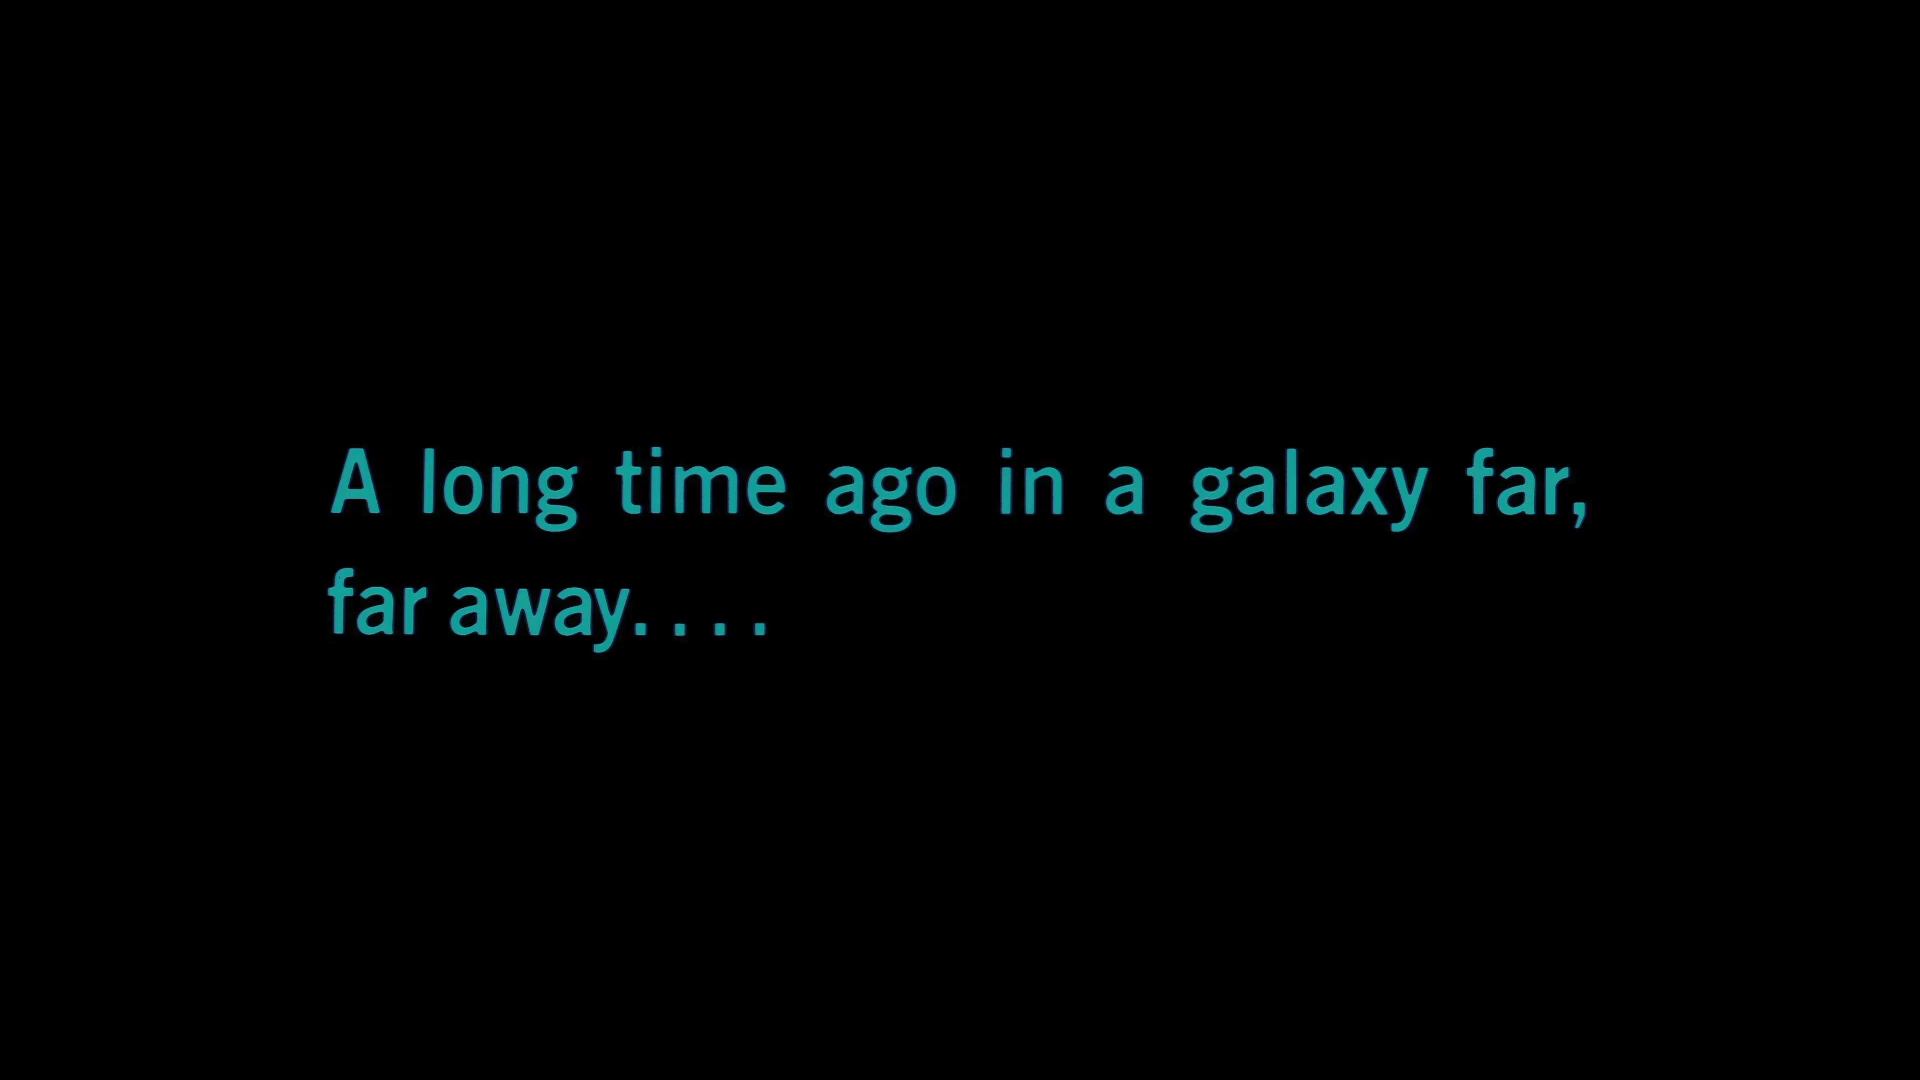 A long time ago in a galaxy far,
far away. . . .